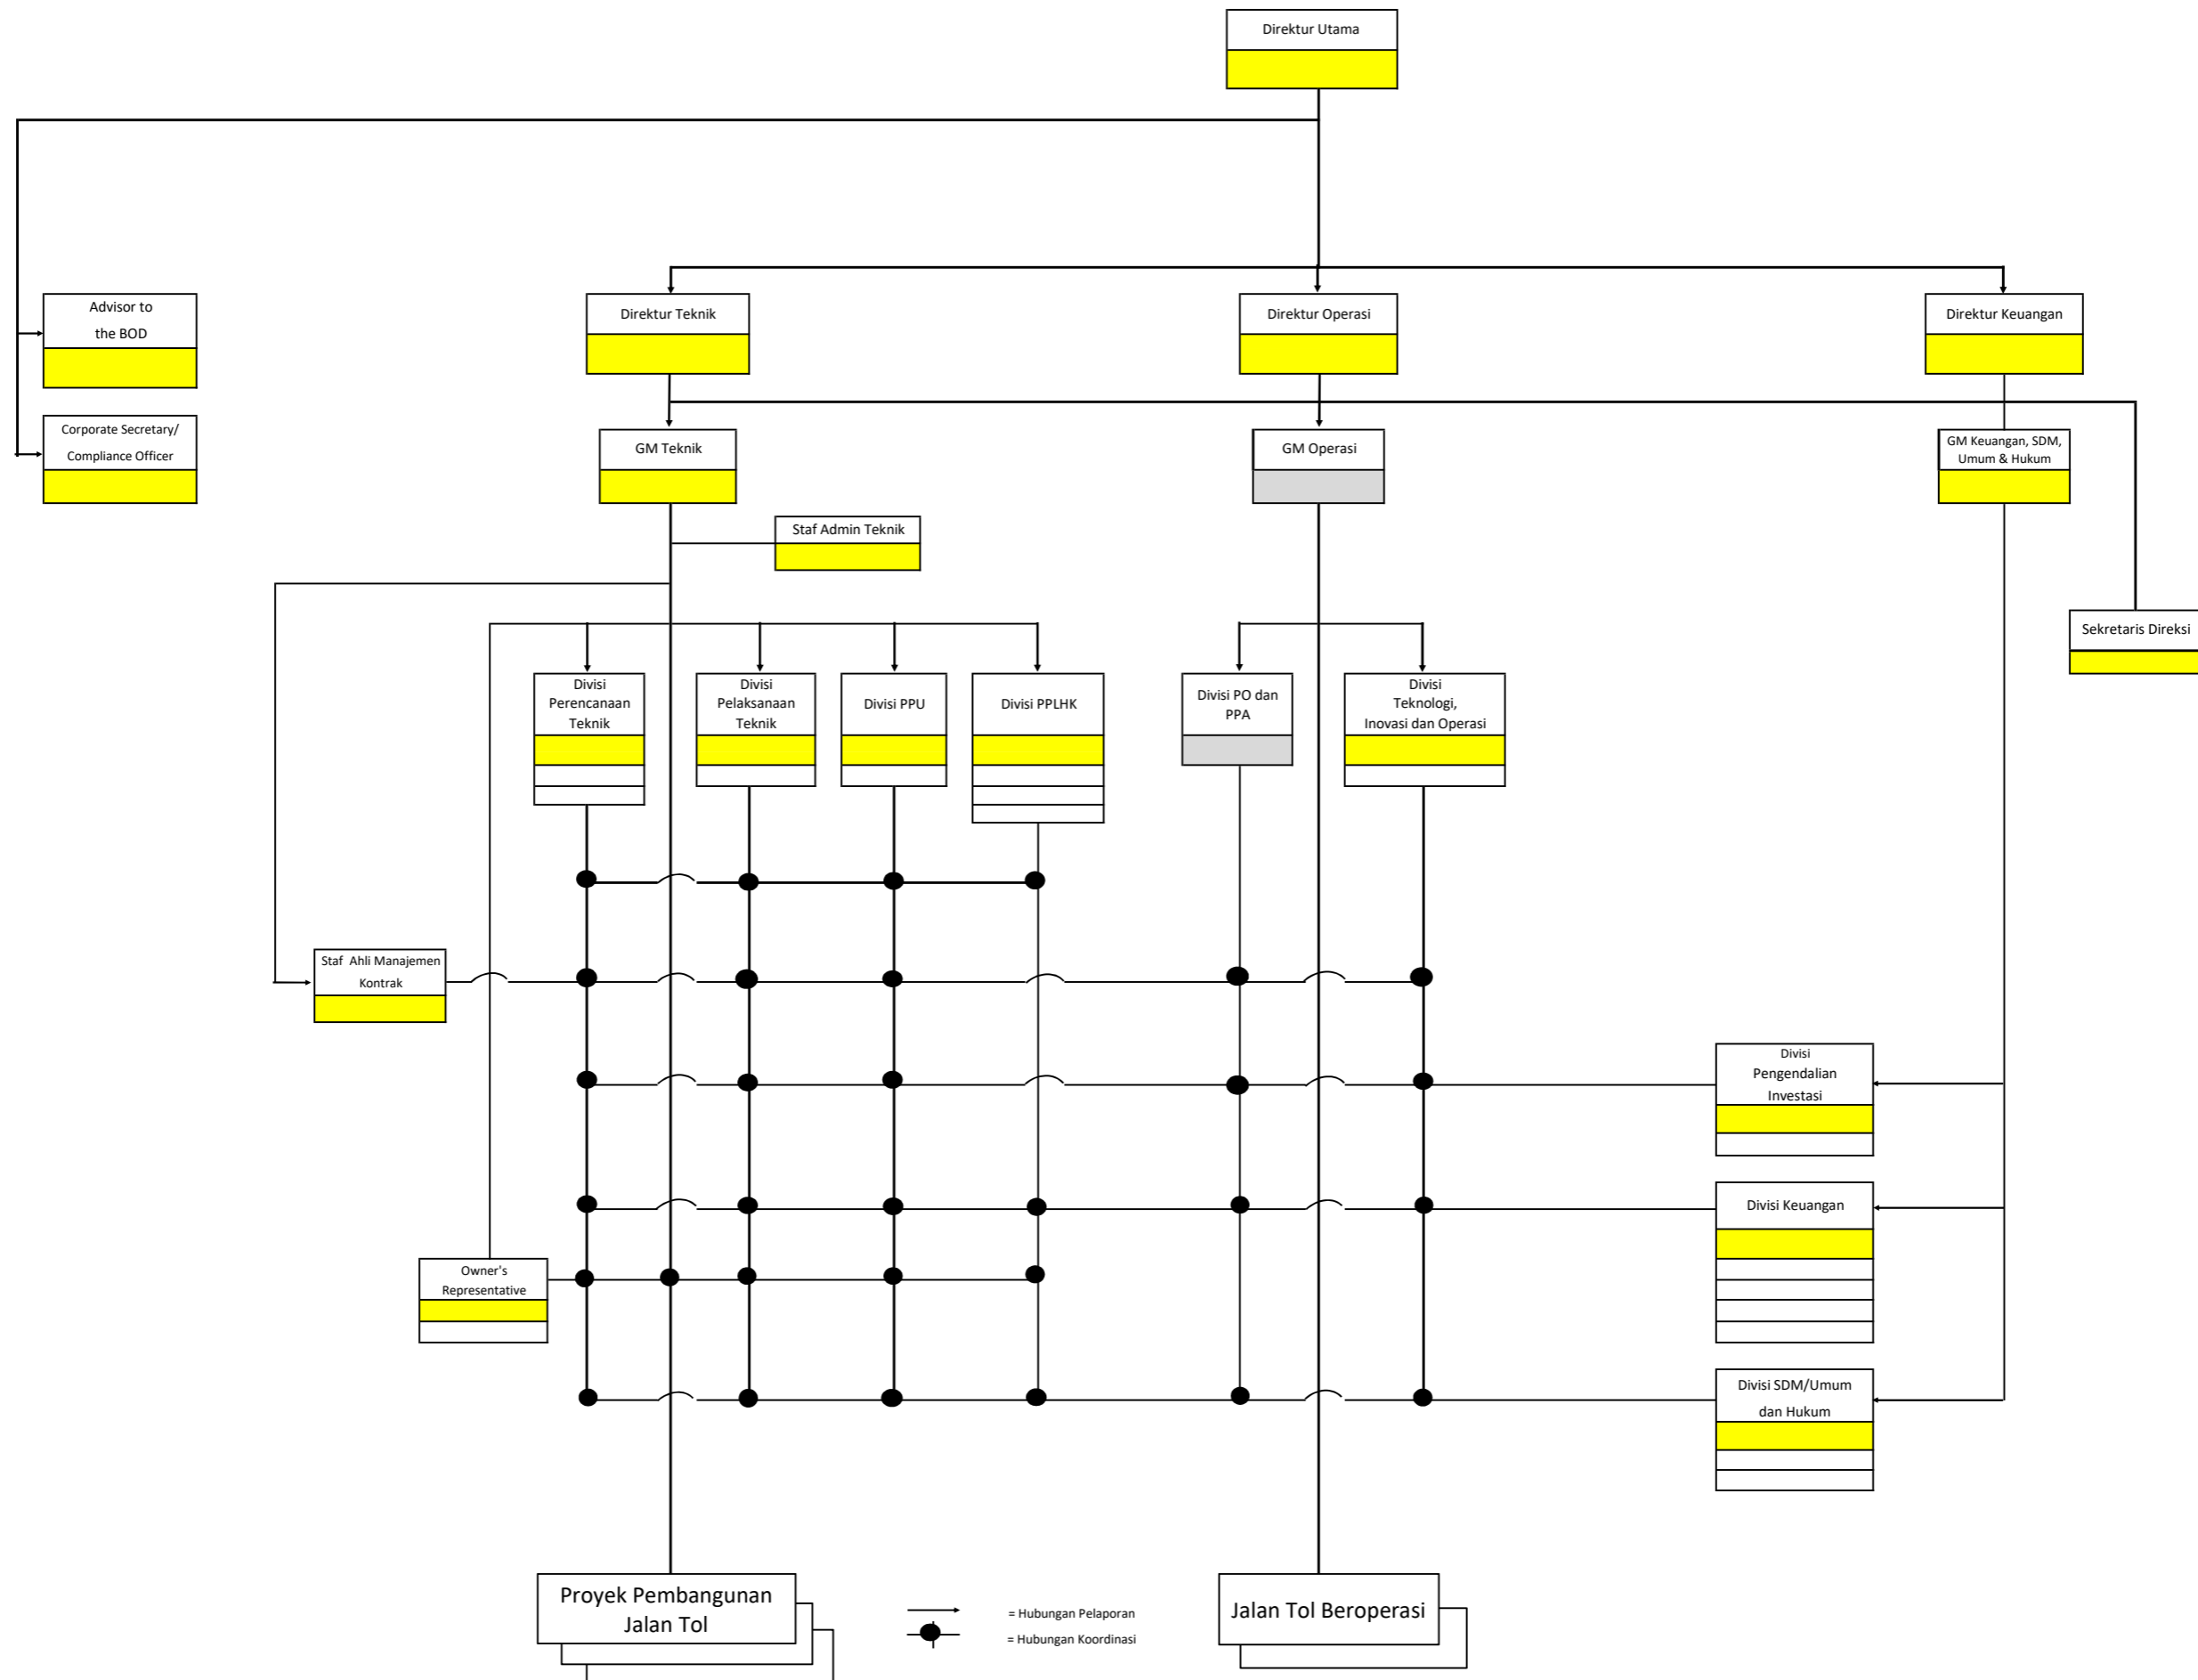 Direktur Utama
Advisor to
the BOD
Direktur Teknik
Direktur Operasi
Direktur Keuangan
Corporate Secretary/
Compliance Officer
GM Teknik
GM Operasi
GM Keuangan, SDM,
Umum & Hukum
Staf Admin Teknik
Sekretaris Direksi
Divisi
Perencanaan
Teknik
Divisi
Pelaksanaan
Teknik
Divisi PPU
Divisi PPLHK
Divisi PO dan
PPA
Divisi
Teknologi,
Inovasi dan Operasi
Staf Ahli Manajemen
Kontrak
Divisi
Pengendalian
Investasi
Divisi Keuangan
Owner's
Representative
Divisi SDM/Umum
dan Hukum
Proyek Pembangunan
Jalan Tol
= Hubungan Pelaporan
= Hubungan Koordinasi
Jalan Tol Beroperasi